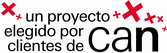 un proyecto
elegido por
clientes de can